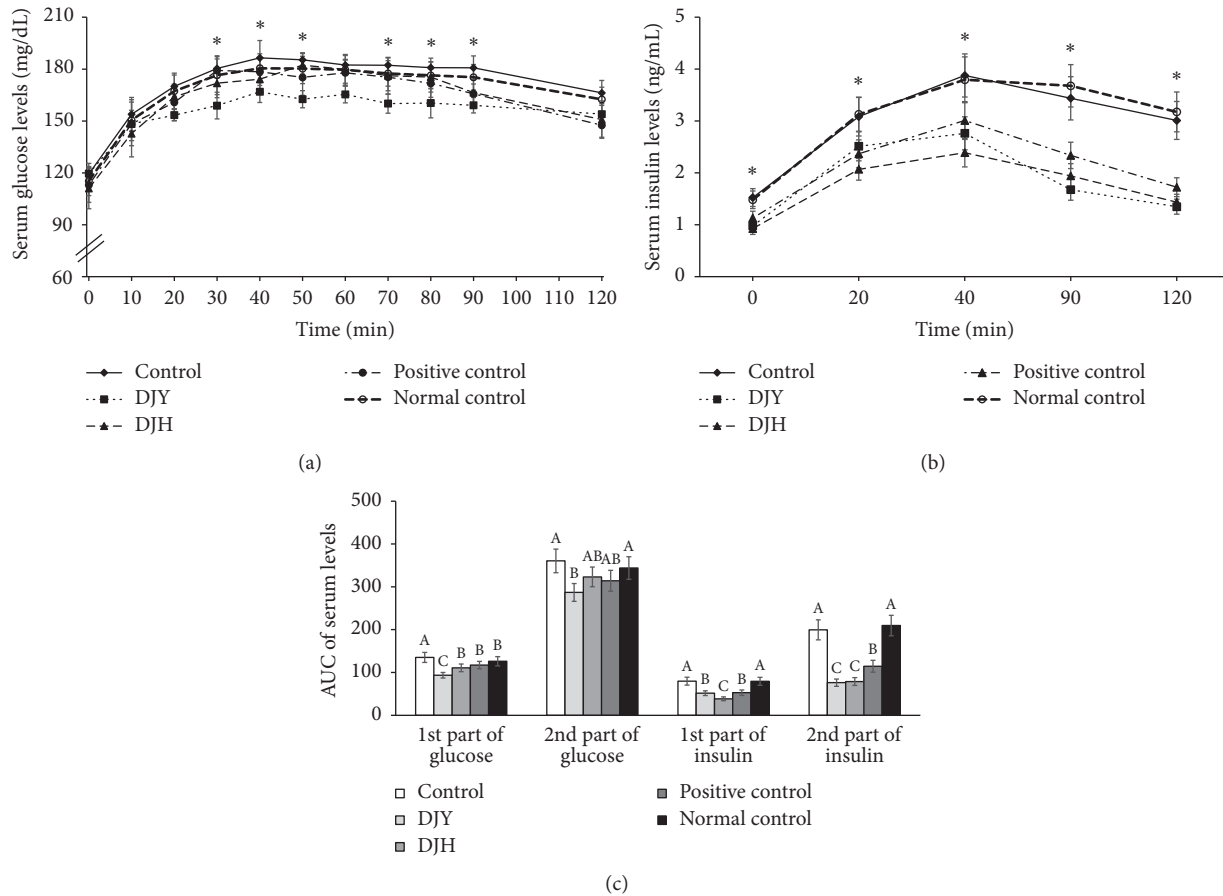 Serum glucose levels (mg/dL)
210
180
150
120
90
60
* * * * * *
0 10 20 30 40 50 60 70 80 90 100 110 120
Time (min)
Control
DJY
DJH
Positive control
Normal control
(a)
Serum insulin levels (ng/mL)
5
4
3
2
1
0
* * * * *
0 20 40 90 120
Time (min)
Control
DJY
DJH
Positive control
Normal control
(b)
AUC of serum levels
500
400
300
200
100
0
A C B B B
A B AB AB A
A B C B A
A C C B A
1st part of
glucose
2nd part of
glucose
1st part of
insulin
2nd part of
insulin
Control
DJY
DJH
Positive control
Normal control
(c)